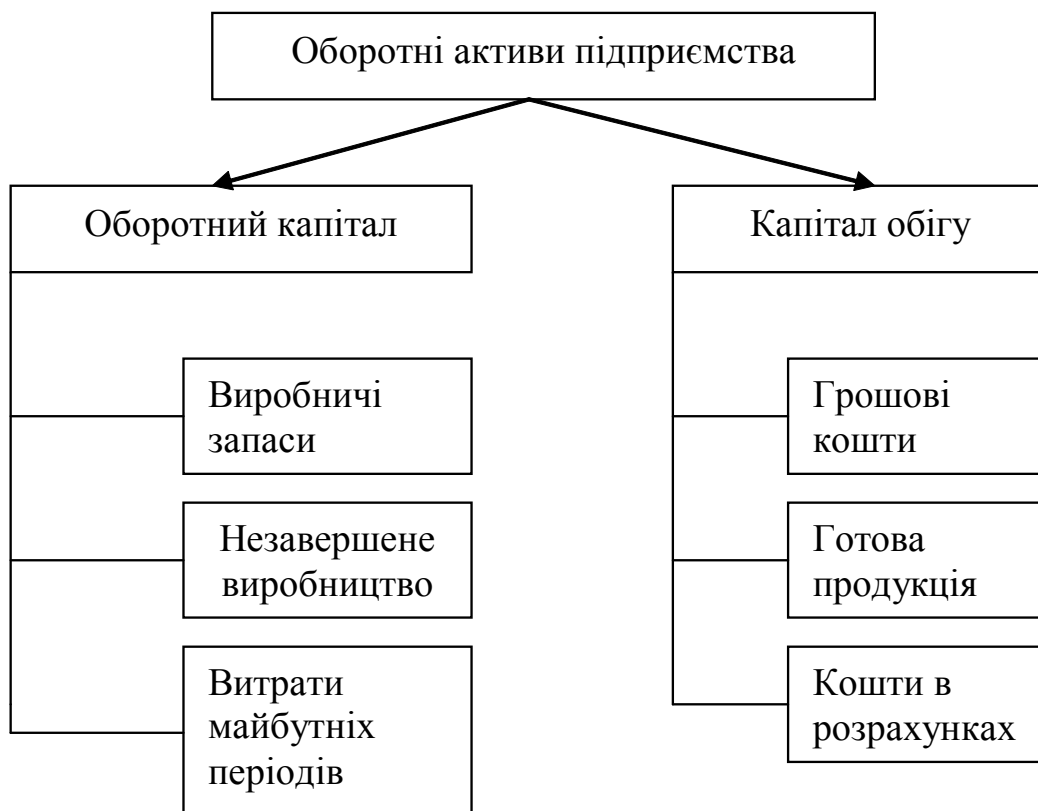 Оборотні активи підприємства
Оборотний капітал
Капітал обігу
Виробничі
запаси
Незавершене
виробництво
Витрати
майбутніх
періодів
Грошові
кошти
Готова
продукція
Кошти в
розрахунках